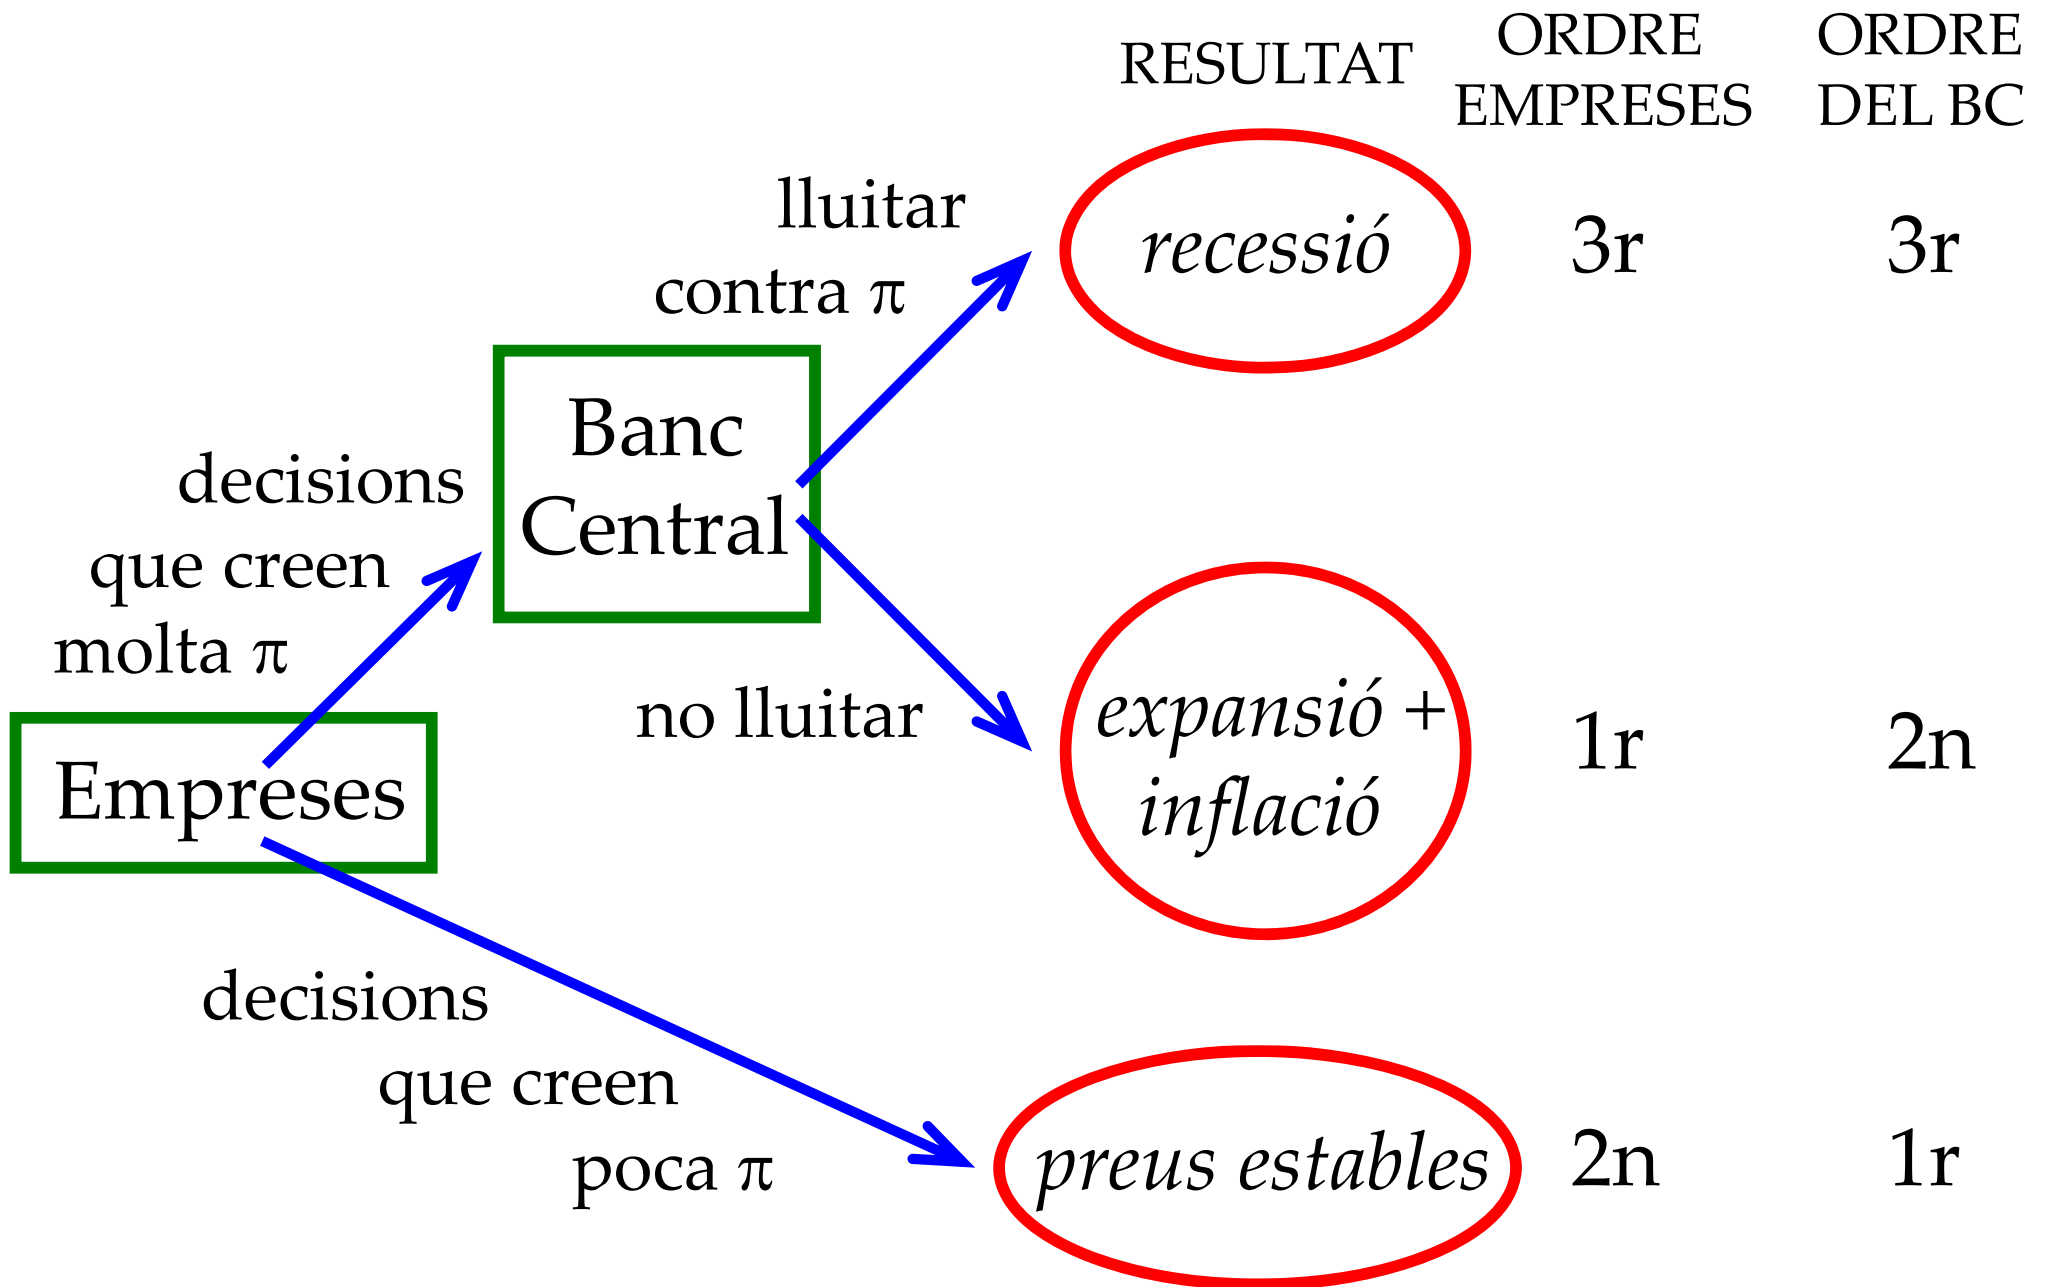 RESULTAT
ORDRE
EMPRESES
ORDRE
DEL BC
lluitar
contra π
recessió
3r
3r
Banc
Central
decisions
que creen
molta π
no lluitar
expansió +
inflació
1r
2n
Empreses
decisions
que creen
poca π
preus estables
2n
1r